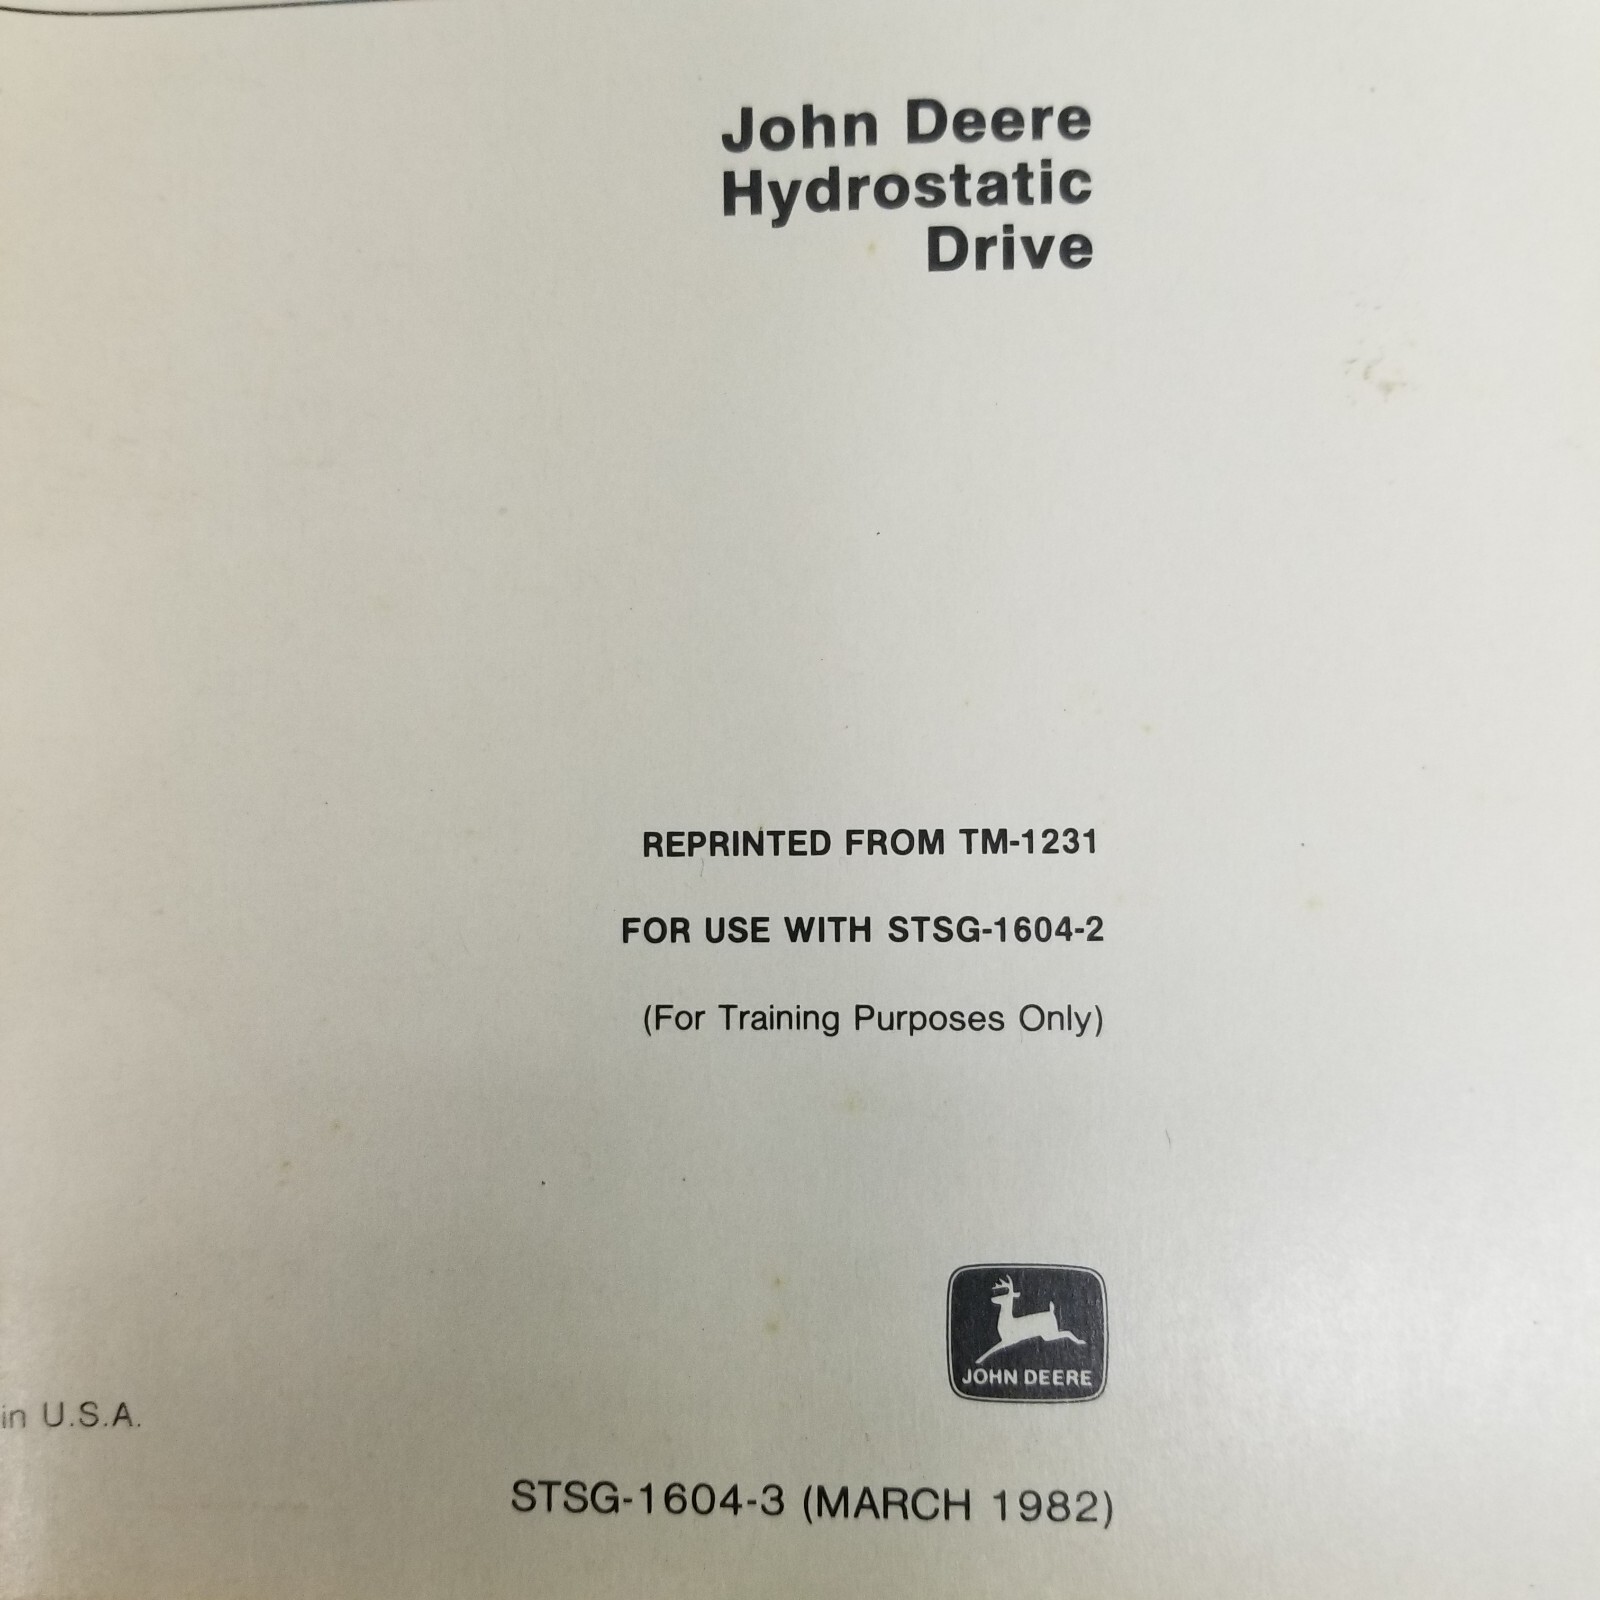 John Deere
Hydrostatic
Drive
REPRINTED FROM TM-1231
FOR USE WITH STSG-1604-2
(For Training Purposes Only)
JOHN DEERE
in U.S.A.
STSG-1604-3 (MARCH 1982)